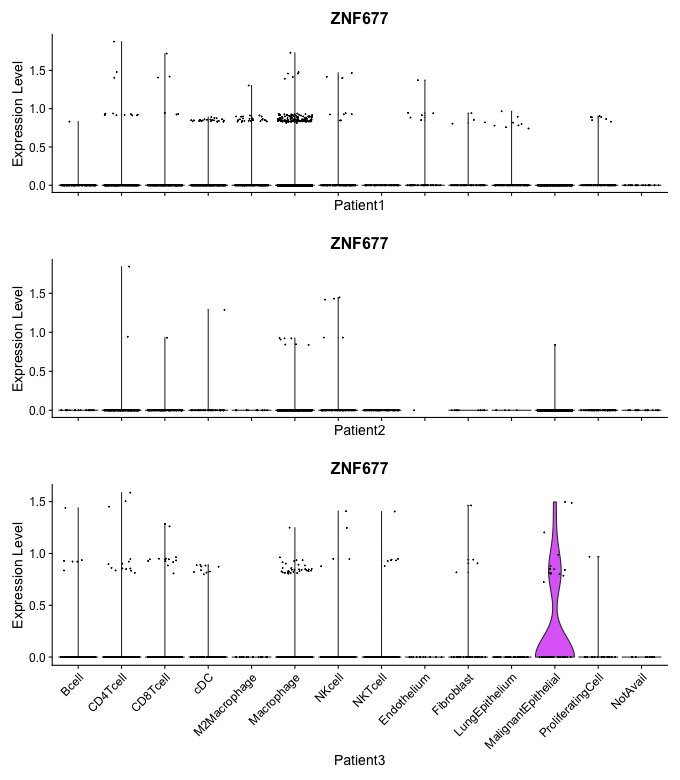 ZNF677
Expression Level
1.5
1.0
0.5
0.0
Patient1
ZNF677
Expression Level
1.5
1.0
0.5
0.0
Patient2
ZNF677
Expression Level
1.5
1.0
0.5
0.0
Bcell
CD4Tcell
CD8Tcell
cDC
M2Macrophage
Macrophage
NKcell
NKTcell
Endothelium
Fibroblast
LungEpithelium
MalignantEpithelial
ProliferatingCell
NotAvail
Patient3